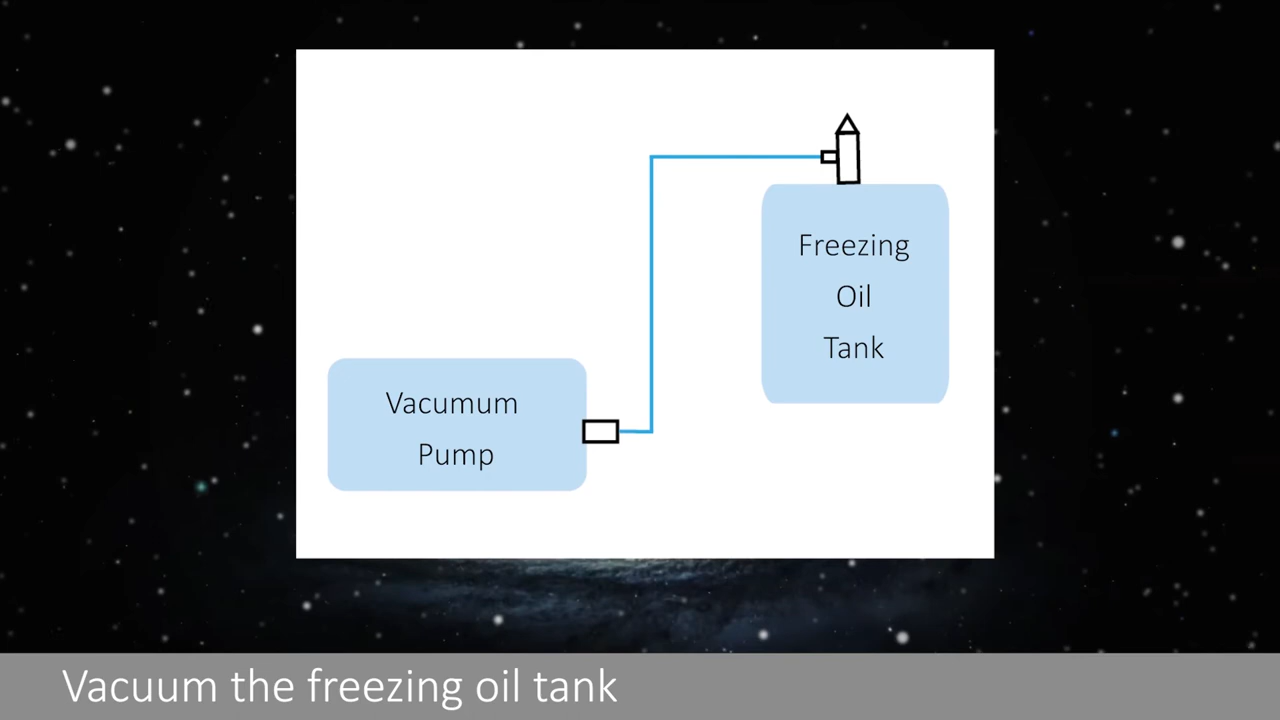 Freezing
Oil
Tank
Vacumum
Pump
Vacuum the freezing oil tank